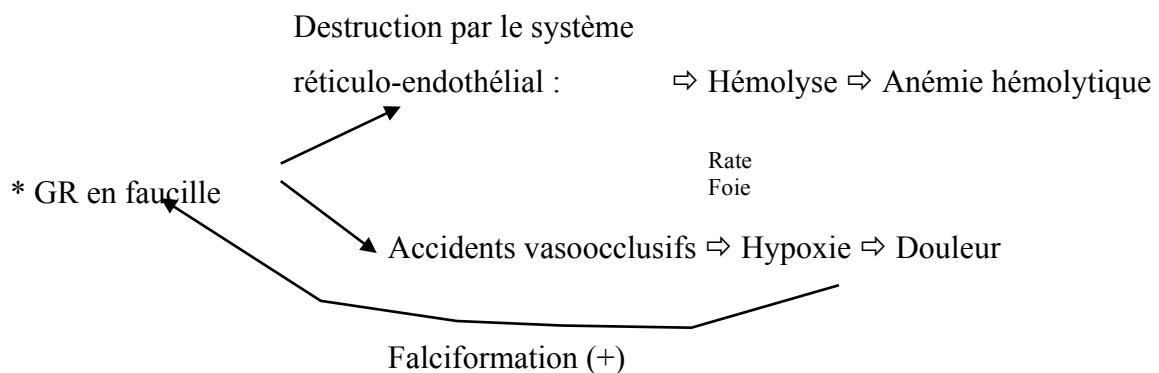 Destruction par le système
réticulo-endothélial : ⇨ Hémolyse ⇨ Anémie hémolytique
Rate
* GR en faucille
Foie
Accidents vasoocclusifs ⇨ Hypoxie ⇨ Douleur
Falciformation (+)